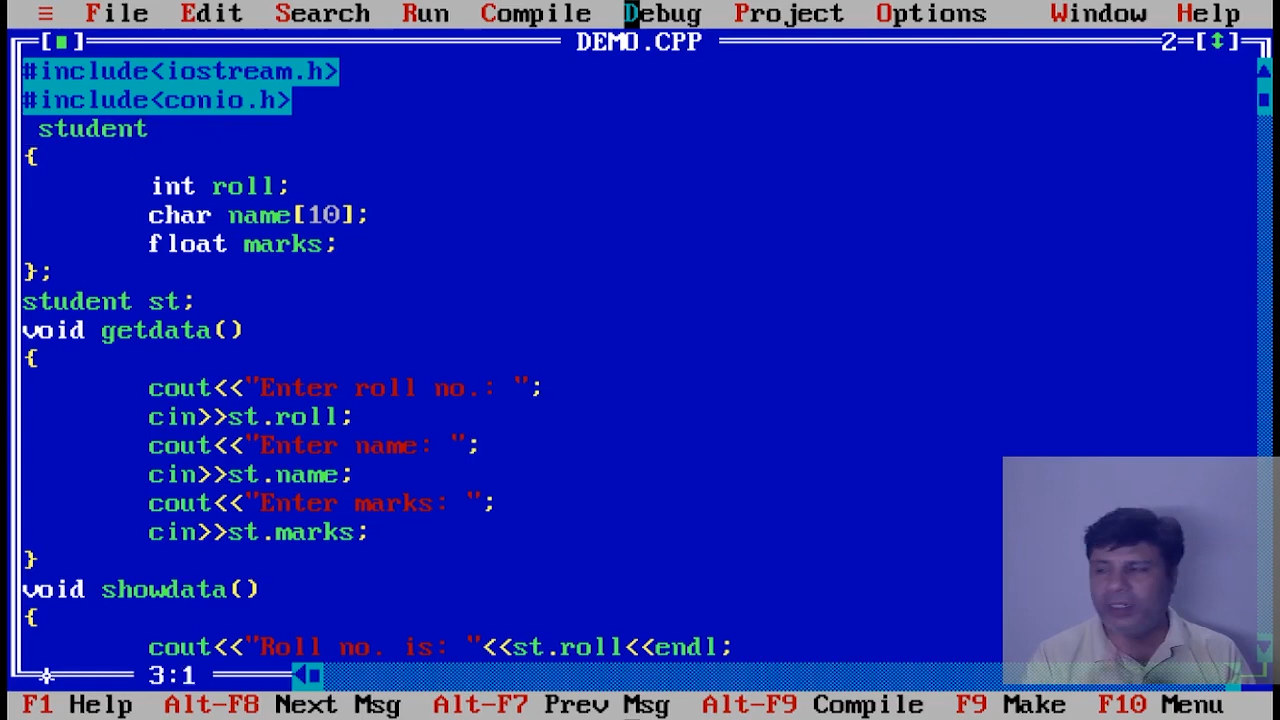 ≡ File Edit Search Run Compile Debug Project Options Window Help
[■] DEMO.CPP 2=[↕]
#include<iostream.h>
#include<conio.h>
student
{
int roll;
char name[10];
float marks;
};
student st;
void getdata()
{
cout<<"Enter roll no.: ";
cin>>st.roll;
cout<<"Enter name: ";
cin>>st.name;
cout<<"Enter marks: ";
cin>>st.marks;
}
void showdata()
{
cout<<"Roll no. is: "<<st.roll<<endl;
3:1
F1 Help Alt-F8 Next Msg Alt-F7 Prev Msg Alt-F9 Compile F9 Make F10 Menu